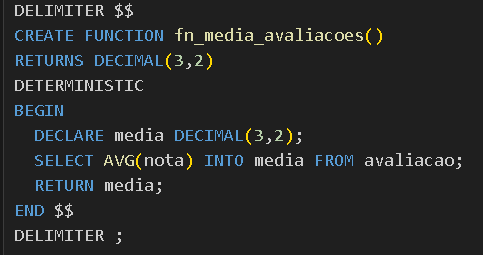 DELIMITER $$
CREATE FUNCTION fn_media_avaliacoes()
RETURNS DECIMAL(3,2)
DETERMINISTIC
BEGIN
  DECLARE media DECIMAL(3,2);
  SELECT AVG(nota) INTO media FROM avaliacao;
  RETURN media;
END $$
DELIMITER ;